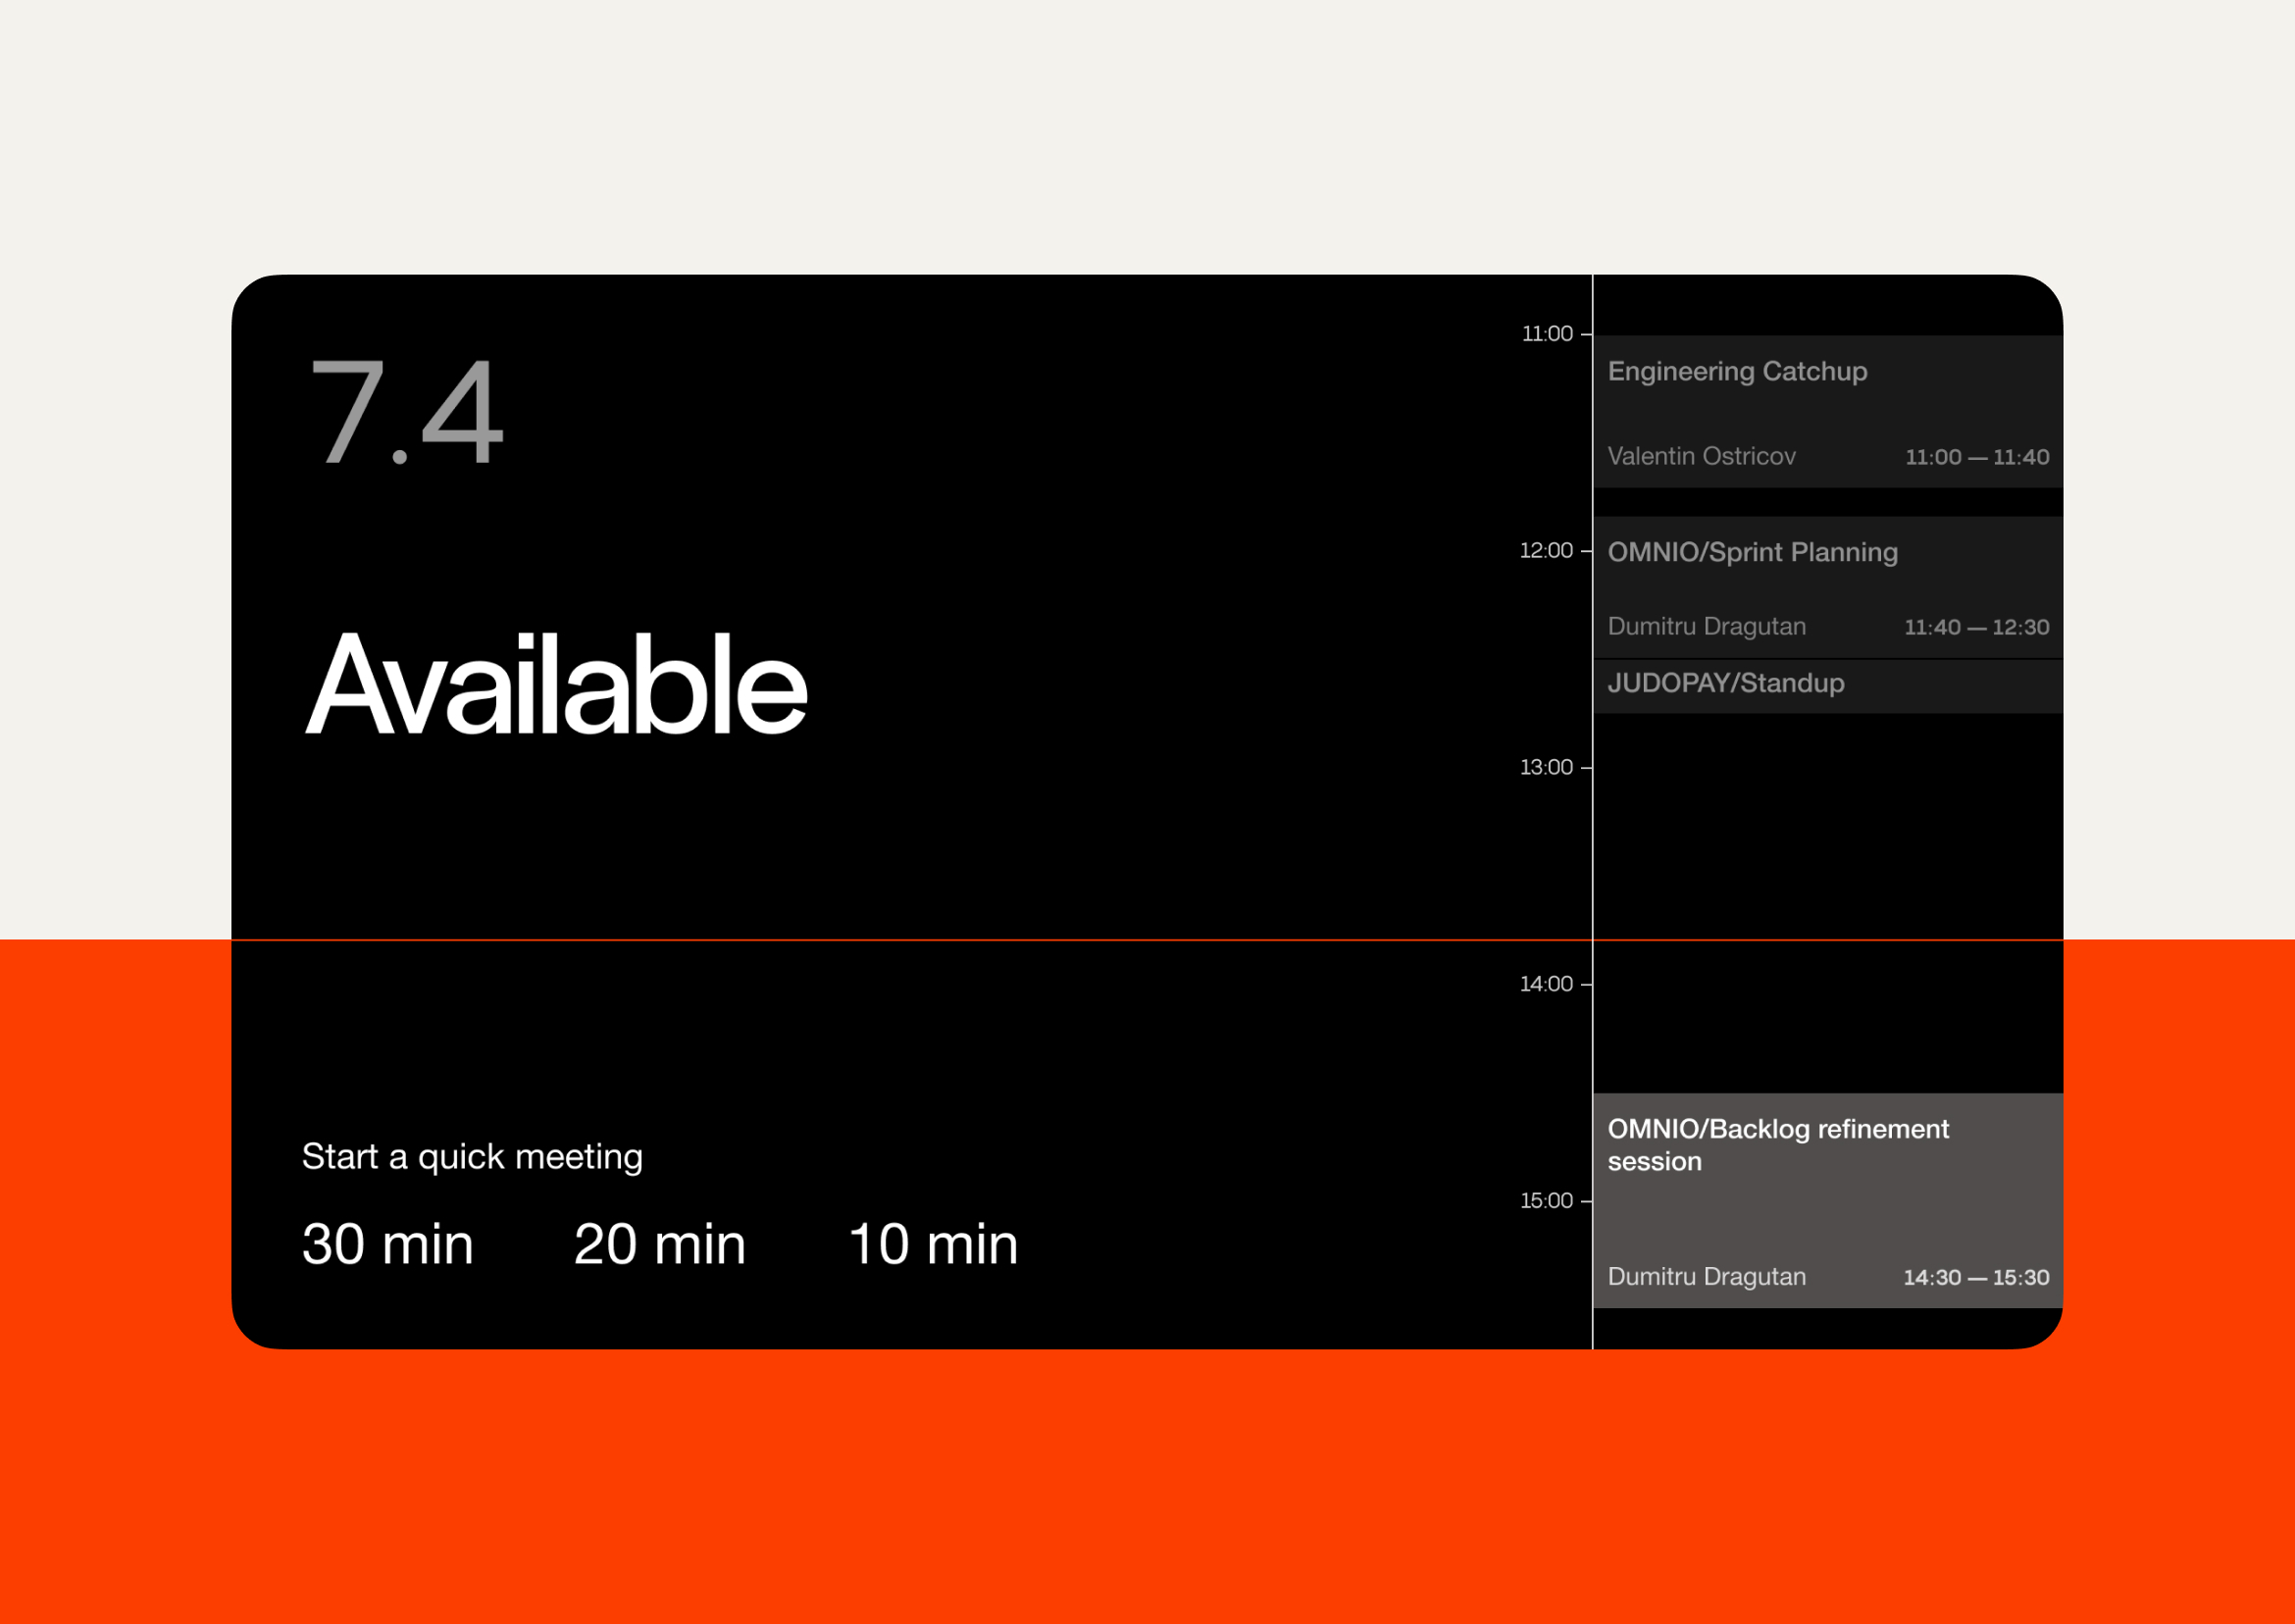 7.4
Available
Start a quick meeting
30 min 20 min 10 min
11:00
12:00
13:00
14:00
15:00
Engineering Catchup
Valentin Ostricov 11:00 — 11:40
OMNIO/Sprint Planning
Dumitru Dragutan 11:40 — 12:30
JUDOPAY/Standup
OMNIO/Backlog refinement
session
Dumitru Dragutan 14:30 — 15:30